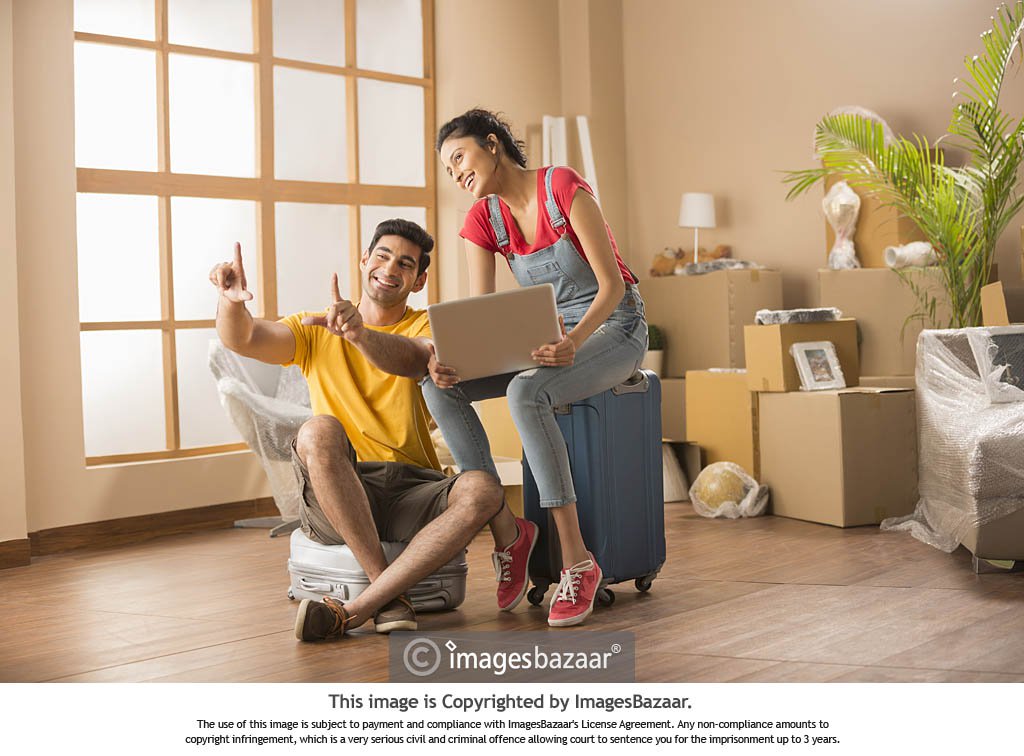 © imagesbazaar®
This image is Copyrighted by ImagesBazaar.
The use of this image is subject to payment and compliance with ImagesBazaar's License Agreement. Any non-compliance amounts to
copyright infringement, which is a very serious civil and criminal offence allowing court to sentence you for the imprisonment up to 3 years.